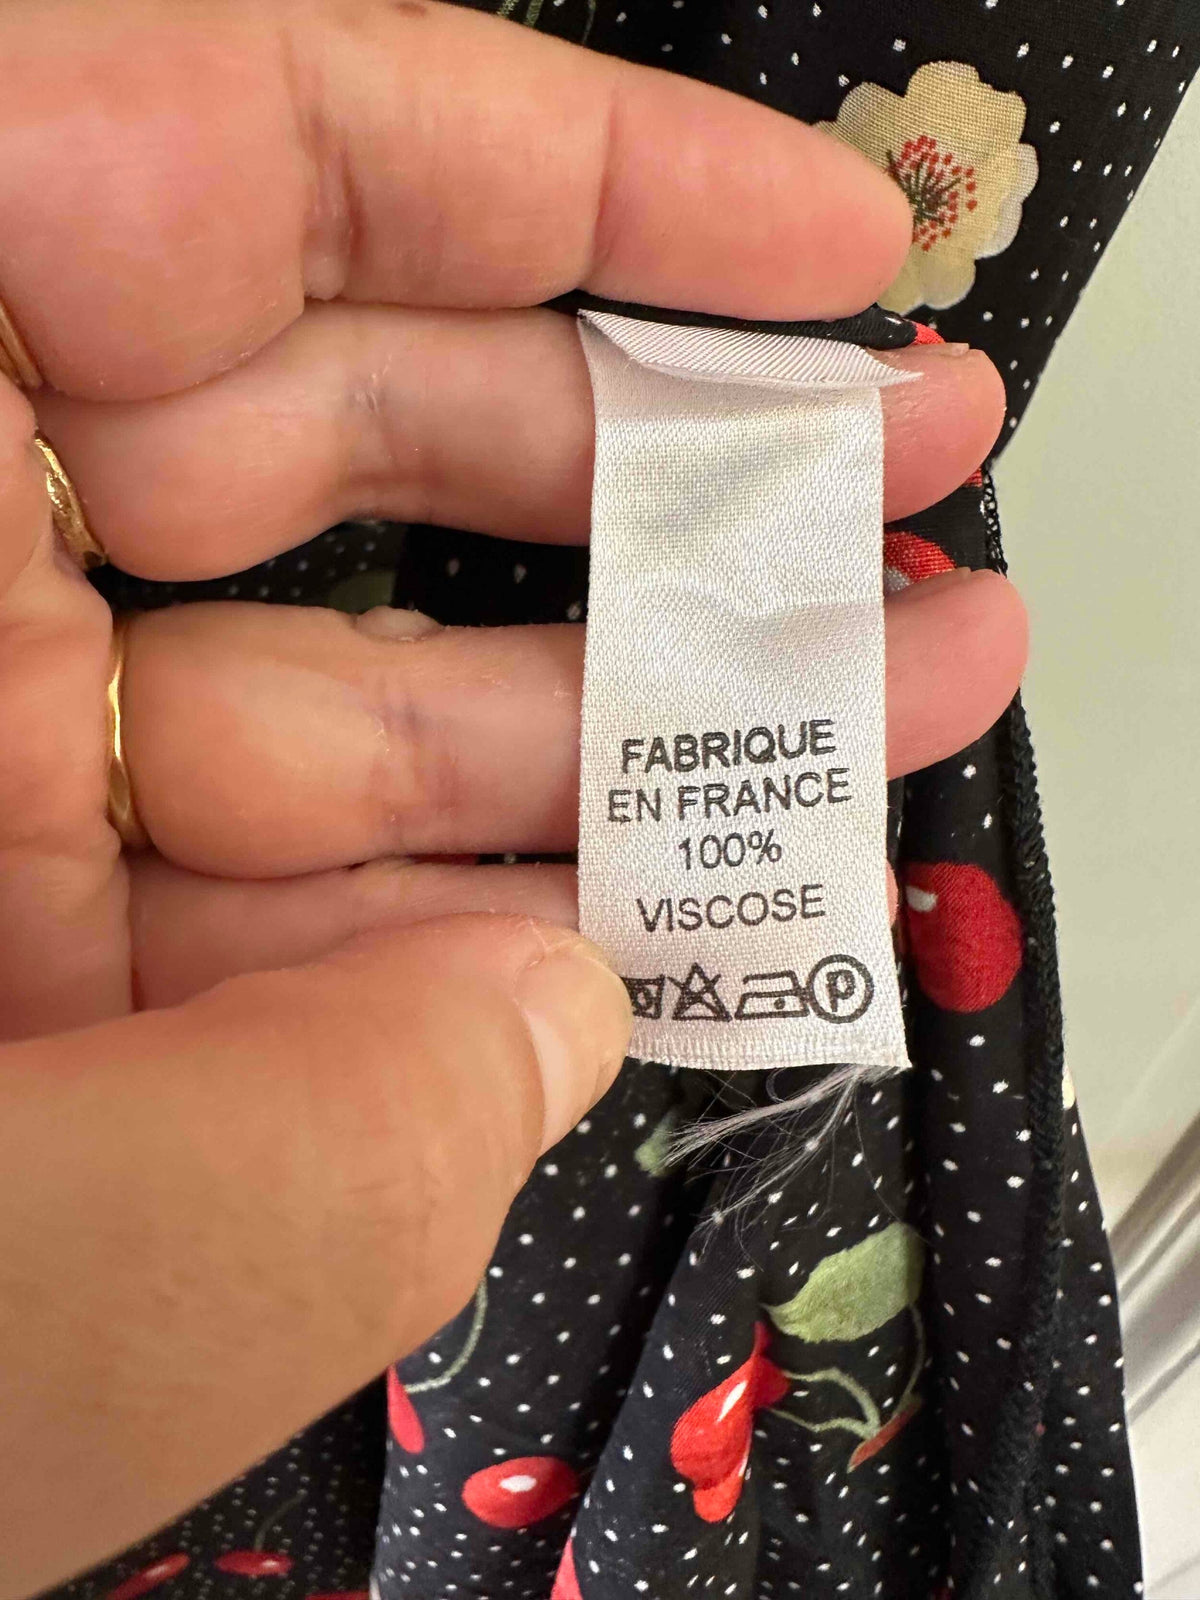 FABRIQUE
EN FRANCE
100%
VISCOSE
P